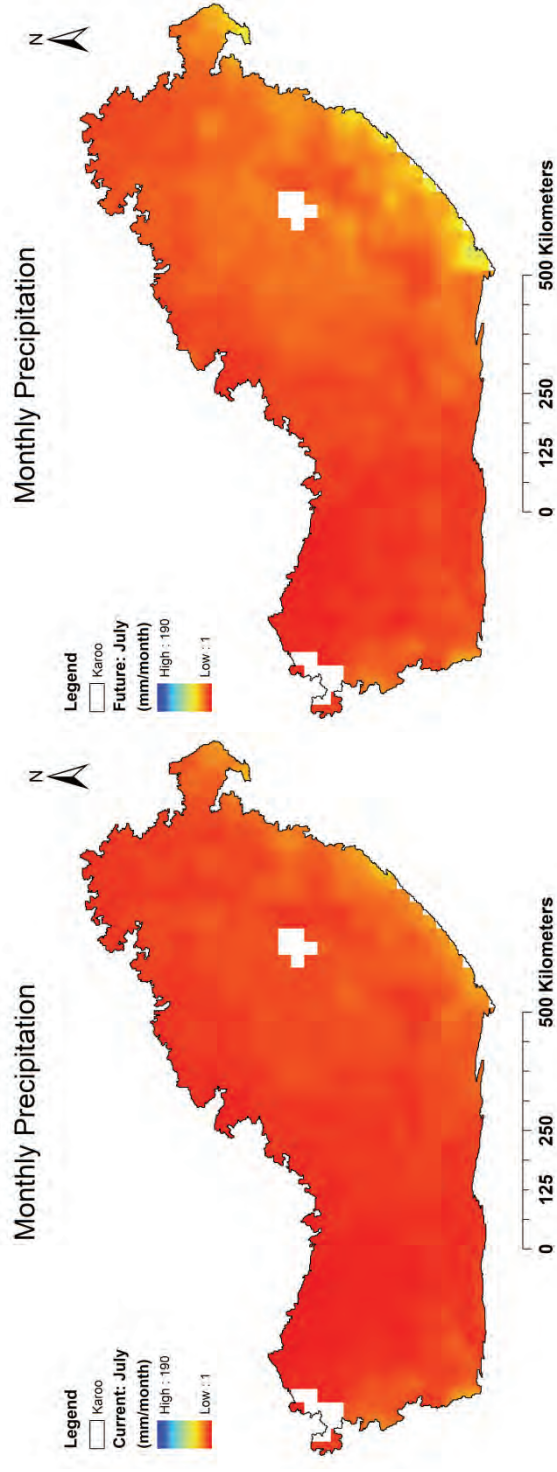 Monthly Precipitation
N
Legend
Karoo
Current: July
(mm/month)
High : 190
Low : 1
0 125 250 500 Kilometers
Monthly Precipitation
N
Legend
Karoo
Future: July
(mm/month)
High : 190
Low : 1
0 125 250 500 Kilometers